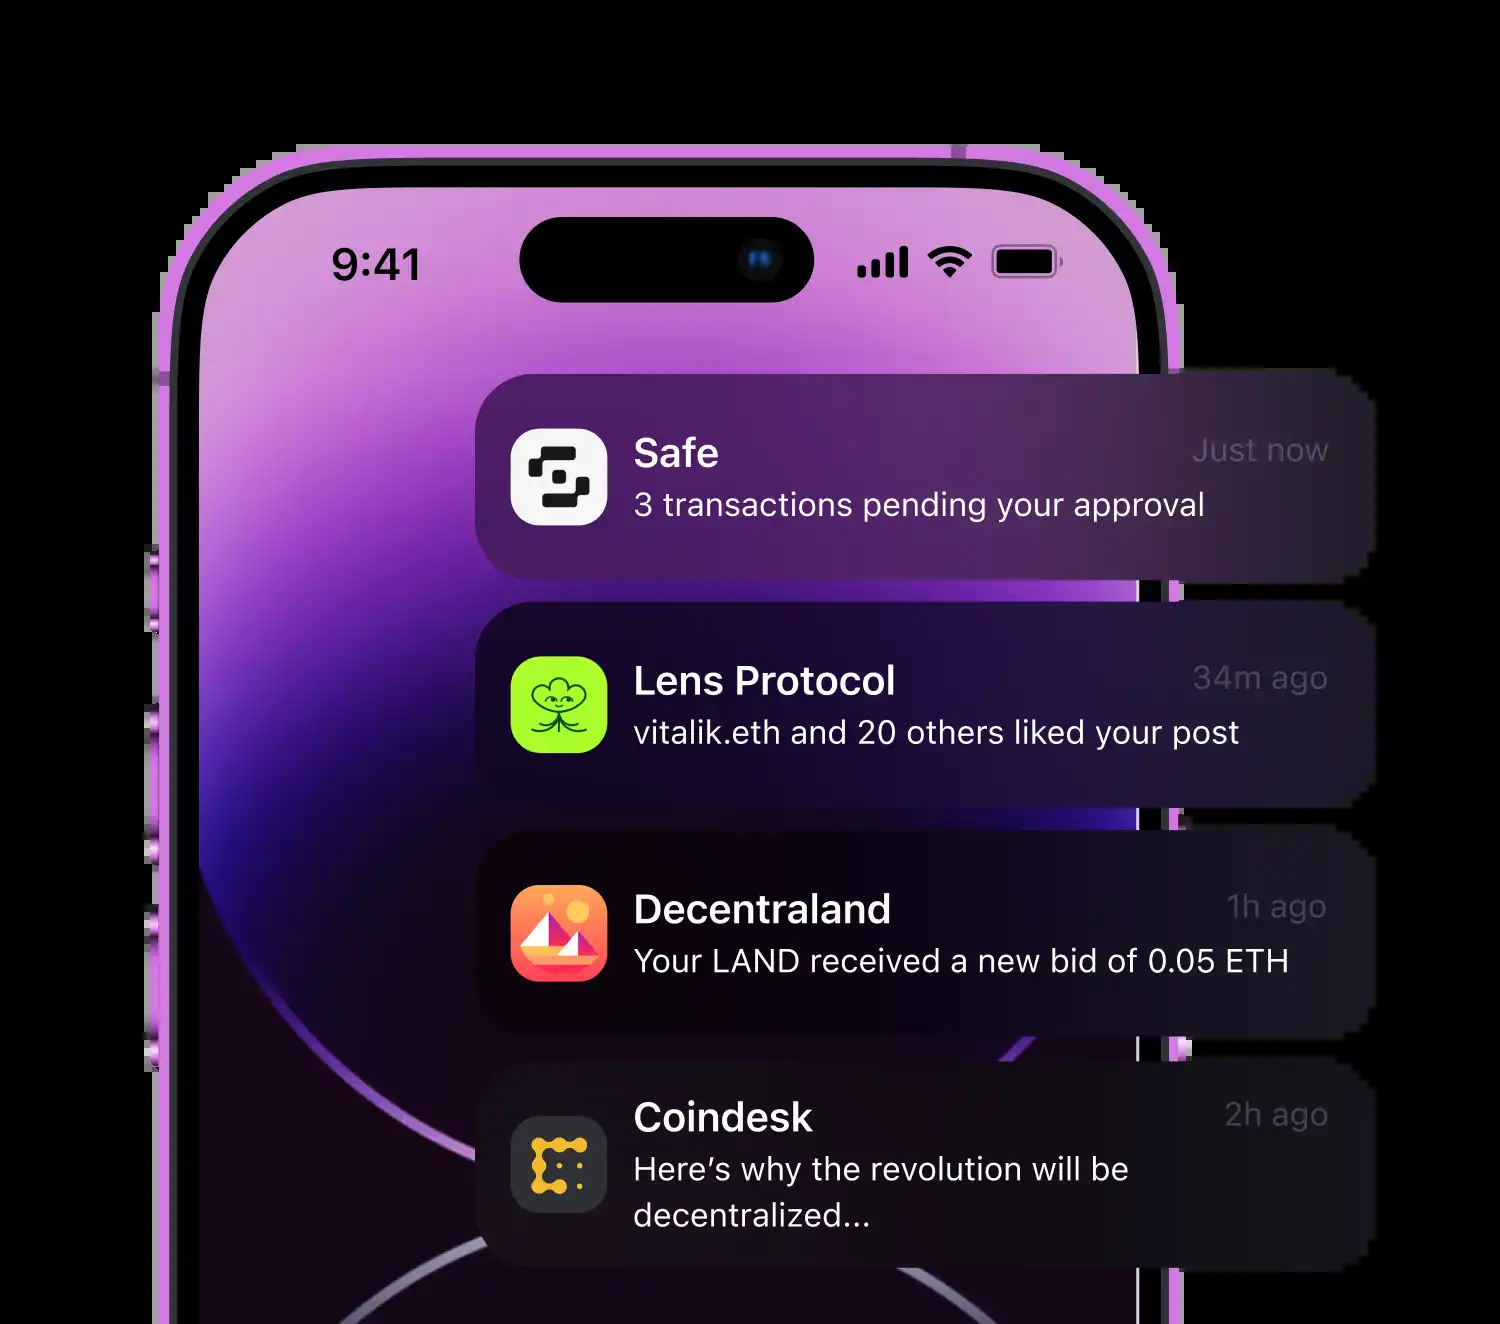 9:41
Safe
Just now
3 transactions pending your approval
Lens Protocol
34m ago
vitalik.eth and 20 others liked your post
Decentraland
1h ago
Your LAND received a new bid of 0.05 ETH
Coindesk
2h ago
Here’s why the revolution will be
decentralized...